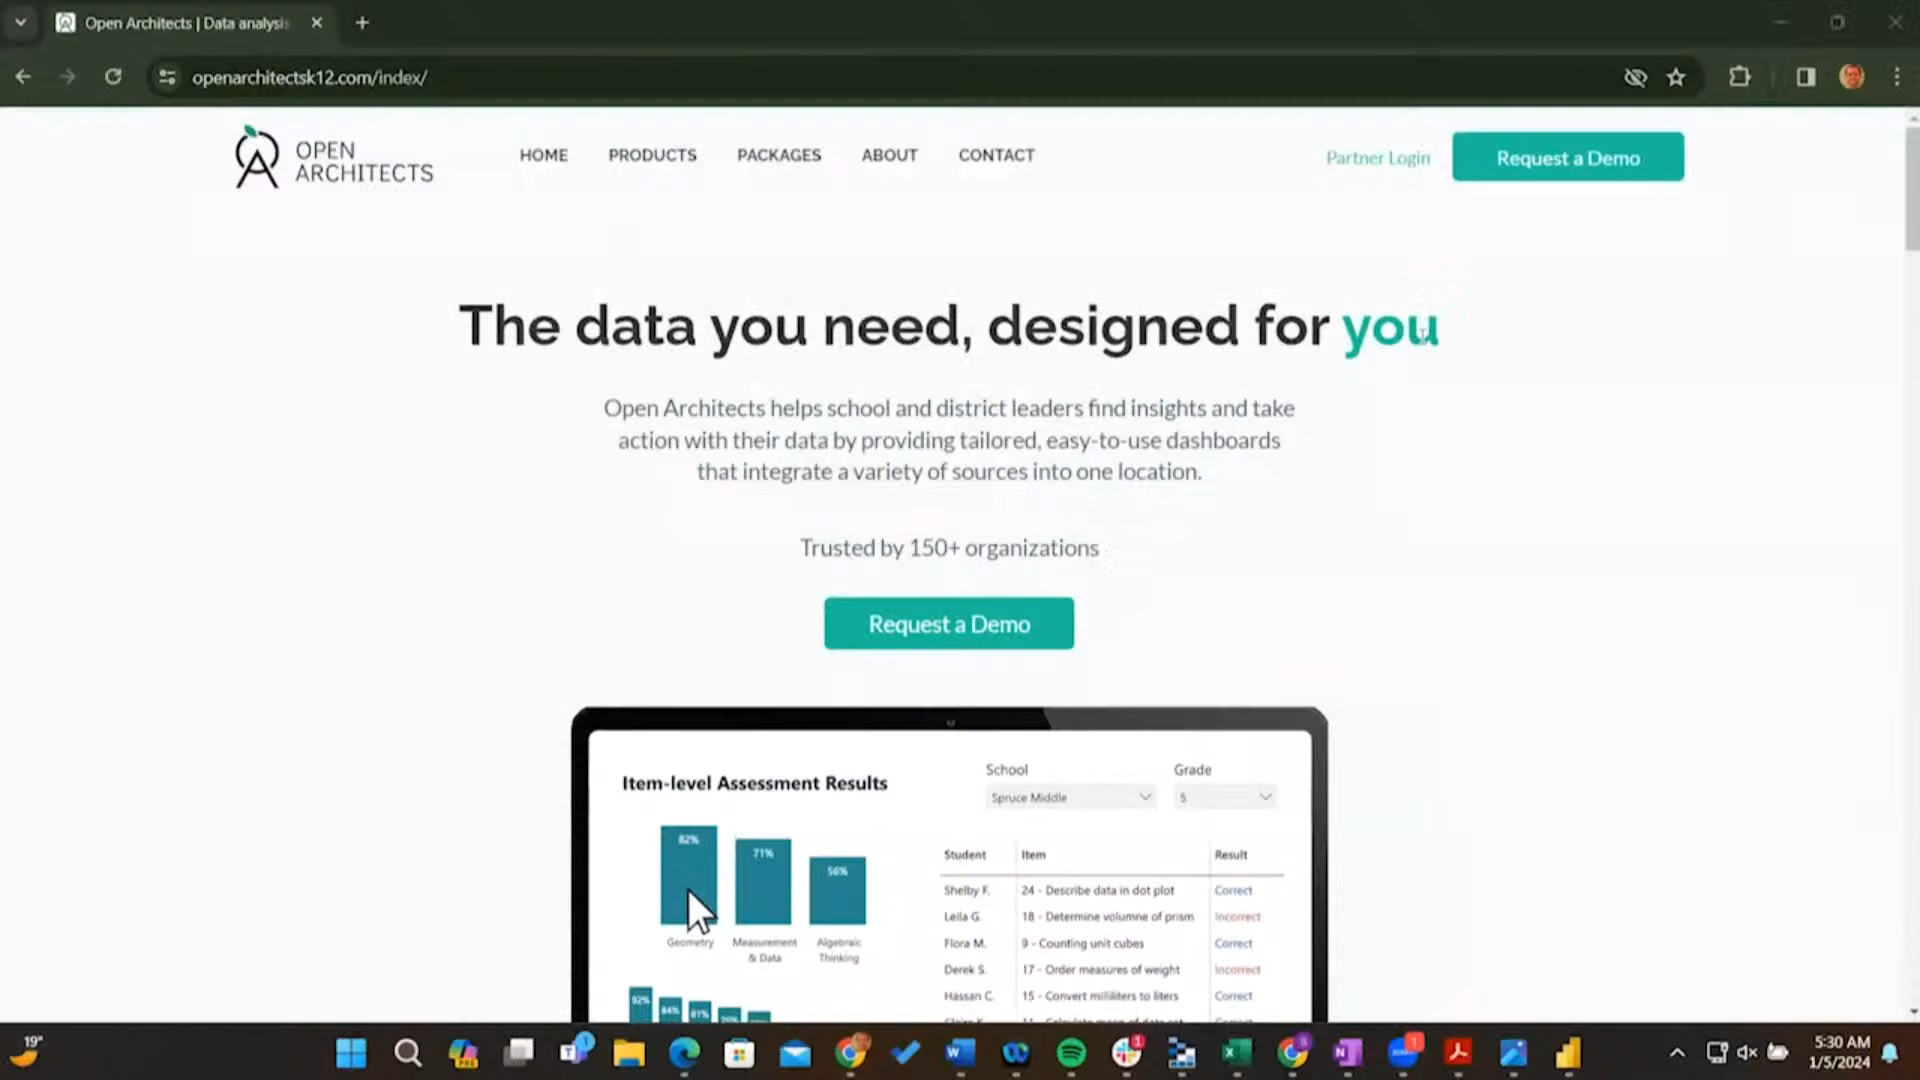 Open Architects | Data analysis
openarchitectsk12.com/index/
OPEN
ARCHITECTS
HOME
PRODUCTS
PACKAGES
ABOUT
CONTACT
Partner Login
Request a Demo
The data you need, designed for you
Open Architects helps school and district leaders find insights and take
action with their data by providing tailored, easy-to-use dashboards
that integrate a variety of sources into one location.
Trusted by 150+ organizations
Request a Demo
Item-level Assessment Results
School
Grade
Spruce Middle
5
82%
71%
56%
Geometry
Measurement
& Data
Algebraic
Thinking
92%
84%
81%
Student Item Result
Shelby F. 24 - Describe data in dot plot Correct
Leila G. 18 - Determine volumne of prism Incorrect
Flora M. 9 - Counting unit cubes Correct
Derek S. 17 - Order measures of weight Incorrect
Hassan C. 15 - Convert milliliters to liters Correct
19°
5:30 AM
1/5/2024